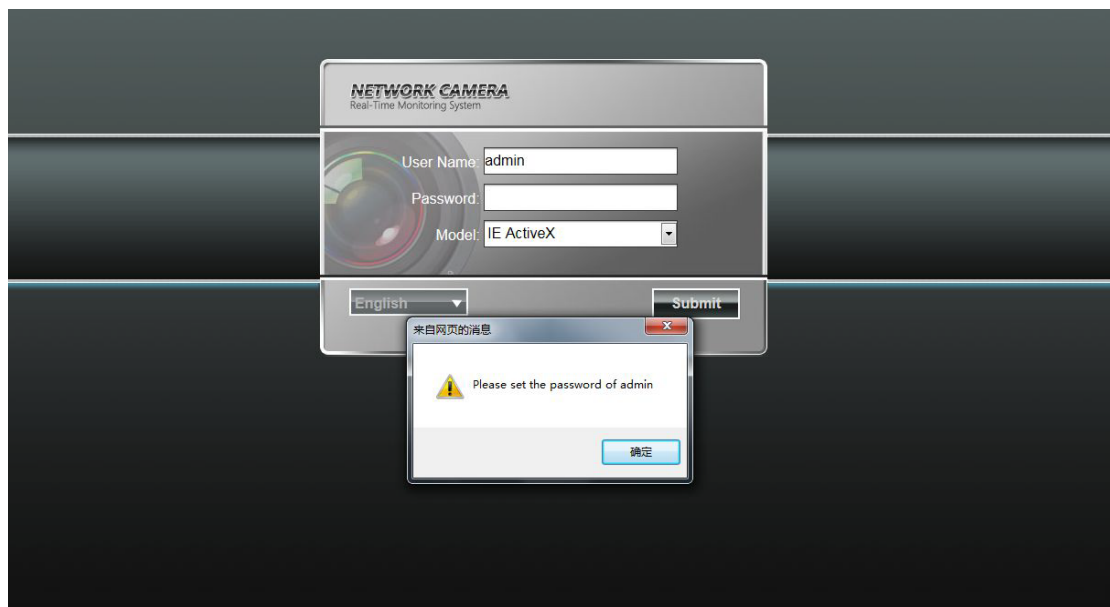 NETWORK CAMERA
Real-Time Monitoring System
User Name: admin
Password:
Model: IE ActiveX
English
Submit
来自网页的消息
Please set the password of admin
确定